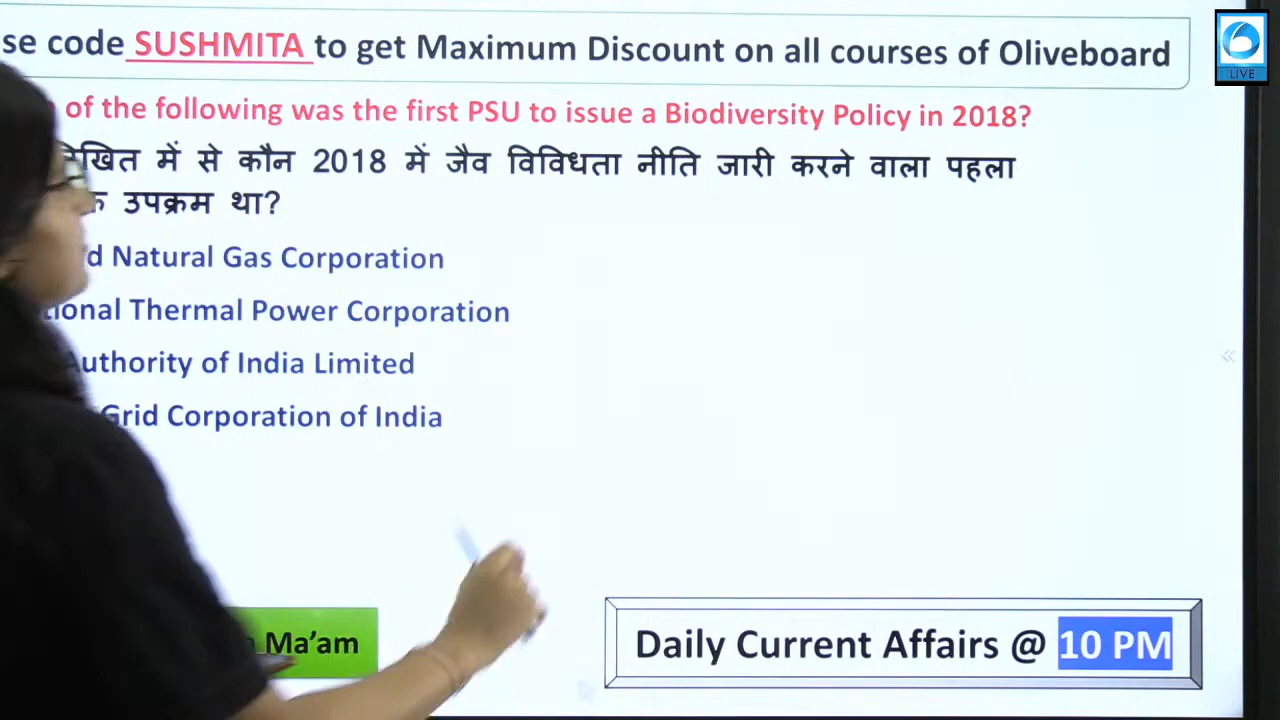 se code SUSHMITA to get Maximum Discount on all courses of Oliveboard
LIVE
of the following was the first PSU to issue a Biodiversity Policy in 2018?
में से कौन 2018 में जैव विविधता नीति जारी करने वाला पहला
उपक्रम था?
Natural Gas Corporation
Thermal Power Corporation
Authority of India Limited
Grid Corporation of India
Ma'am
Daily Current Affairs @ 10 PM